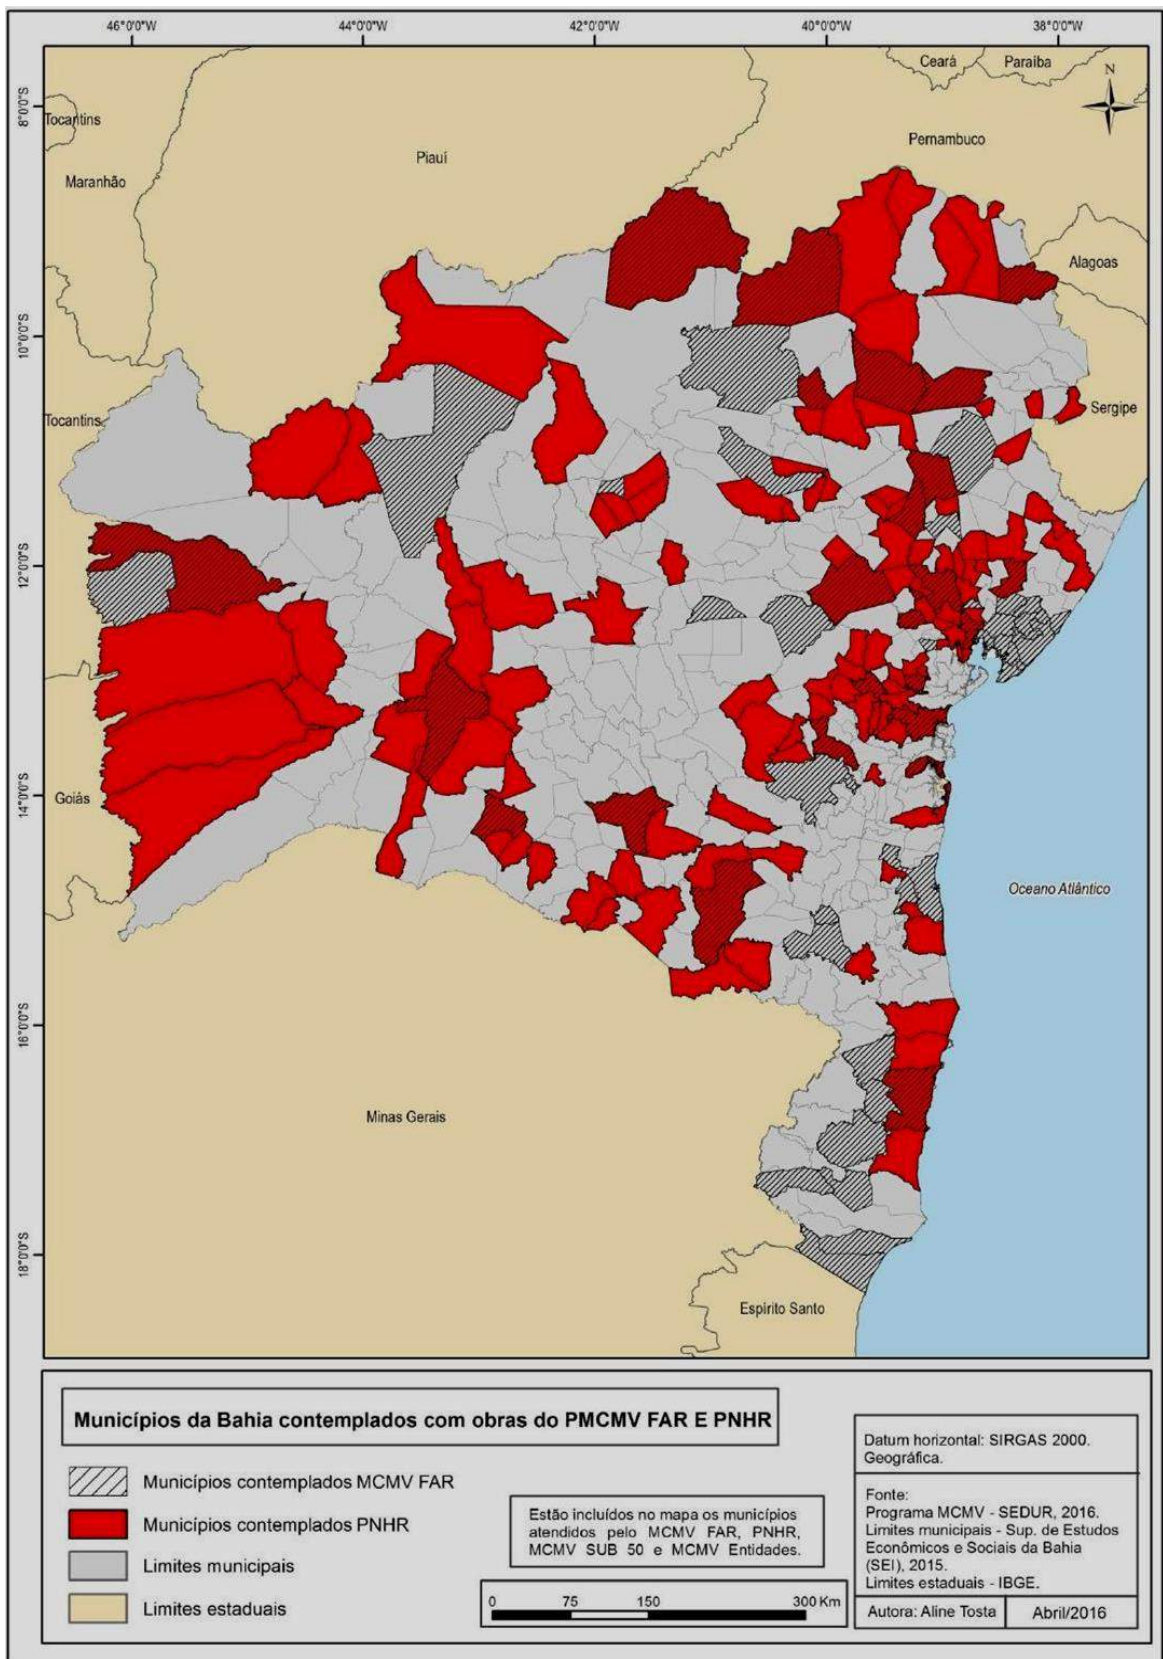 46°0'0"W 44°0'0"W 42°0'0"W 40°0'0"W 38°0'0"W
Ceará Paraíba
N
8°0'0"S
Tocantins
Pernambuco
Piauí
Maranhão
Alagoas
10°0'0"S
Tocantins
Sergipe
12°0'0"S
14°0'0"S
Goiás
Oceano Atlântico
16°0'0"S
Minas Gerais
18°0'0"S
Espírito Santo
Municípios da Bahia contemplados com obras do PMCMV FAR E PNHR
Municípios contemplados MCMV FAR
Municípios contemplados PNHR
Limites municipais
Limites estaduais
Estão incluídos no mapa os municípios
atendidos pelo MCMV FAR, PNHR,
MCMV SUB 50 e MCMV Entidades.
0 75 150 300 Km
Datum horizontal: SIRGAS 2000.
Geográfica.
Fonte:
Programa MCMV - SEDUR, 2016.
Limites municipais - Sup. de Estudos
Econômicos e Sociais da Bahia
(SEI), 2015.
Limites estaduais - IBGE.
Autora: Aline Tosta Abril/2016